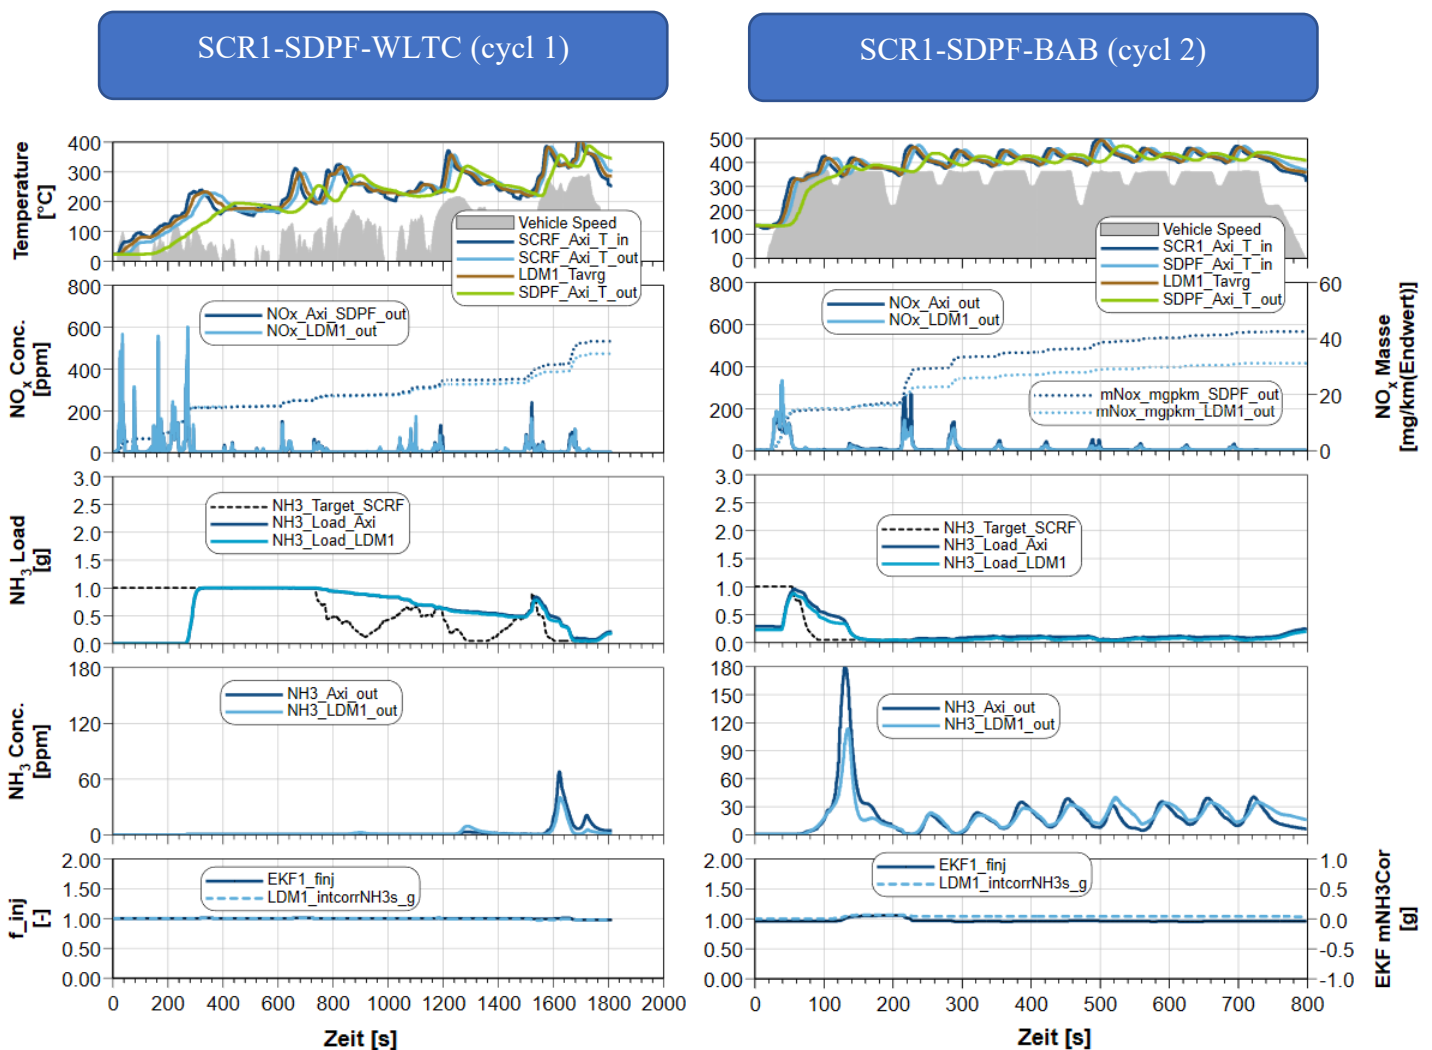 SCR1-SDPF-WLTC (cycl 1)
SCR1-SDPF-BAB (cycl 2)
Temperature
[°C]
400
300
200
100
0
Vehicle Speed
SCRF_Axi_T_in
SCRF_Axi_T_out
LDM1_Tavrg
SDPF_Axi_T_out
500
400
300
200
100
0
Vehicle Speed
SCR1_Axi_T_in
SDPF_Axi_T_in
LDM1_Tavrg
SDPF_Axi_T_out
NOx Conc.
[ppm]
800
600
400
200
0
NOx_Axi_SDPF_out
NOx_LDM1_out
800
600
400
200
0
NOx_Axi_out
NOx_LDM1_out
mNox_mgpkm_SDPF_out
mNox_mgpkm_LDM1_out
60
40
20
0
NOx Masse
[mg/km(Endwert)]
NH3 Load
[g]
3.0
2.5
2.0
1.5
1.0
0.5
0.0
NH3_Target_SCRF
NH3_Load_Axi
NH3_Load_LDM1
3.0
2.5
2.0
1.5
1.0
0.5
0.0
NH3_Target_SCRF
NH3_Load_Axi
NH3_Load_LDM1
NH3 Conc.
[ppm]
180
120
60
0
NH3_Axi_out
NH3_LDM1_out
180
150
120
90
60
30
0
NH3_Axi_out
NH3_LDM1_out
f_inj
[-]
2.00
1.50
1.00
0.50
0.00
EKF1_finj
LDM1_intcorrNH3s_g
2.00
1.50
1.00
0.50
0.00
EKF1_finj
LDM1_intcorrNH3s_g
1.0
0.5
0.0
-0.5
-1.0
EKF mNH3Cor
[g]
0 200 400 600 800 1000 1200 1400 1600 1800 2000
Zeit [s]
0 100 200 300 400 500 600 700 800
Zeit [s]